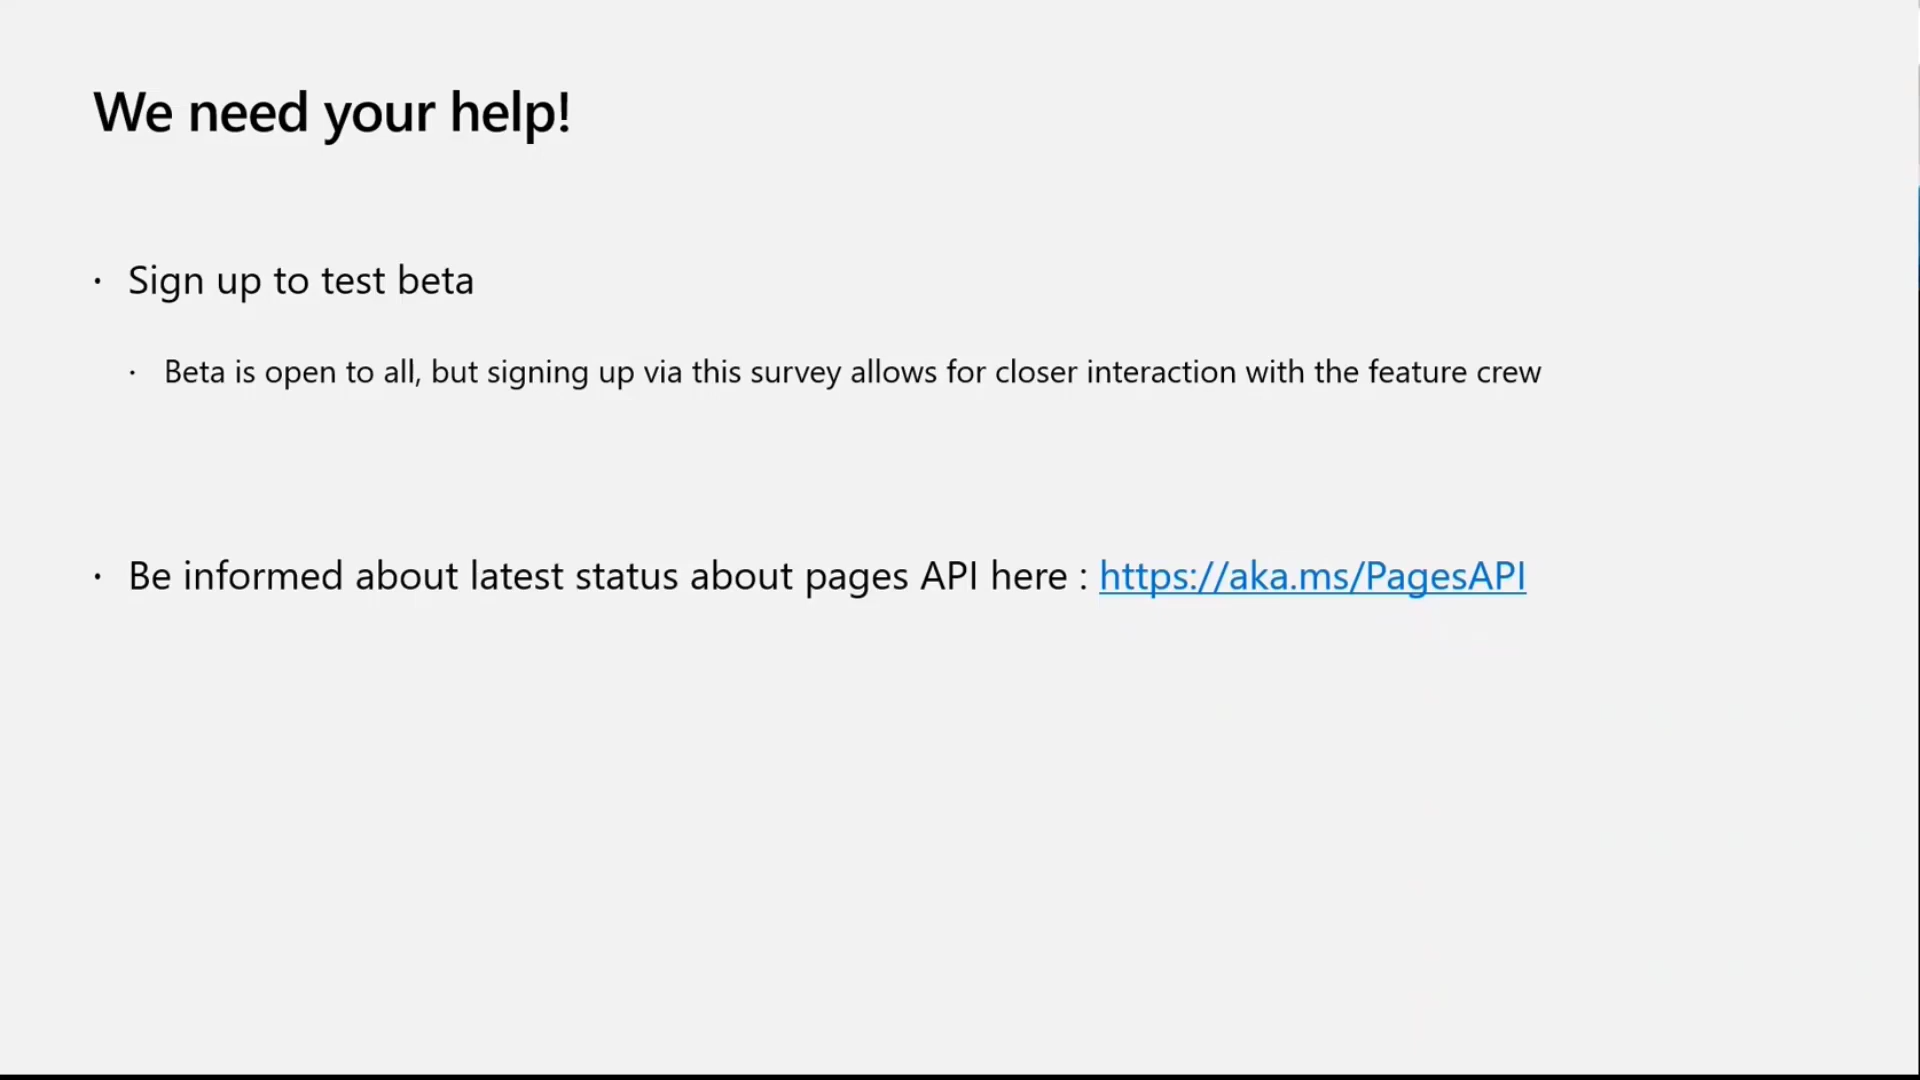 We need your help!
· Sign up to test beta
· Beta is open to all, but signing up via this survey allows for closer interaction with the feature crew
· Be informed about latest status about pages API here : https://aka.ms/PagesAPI